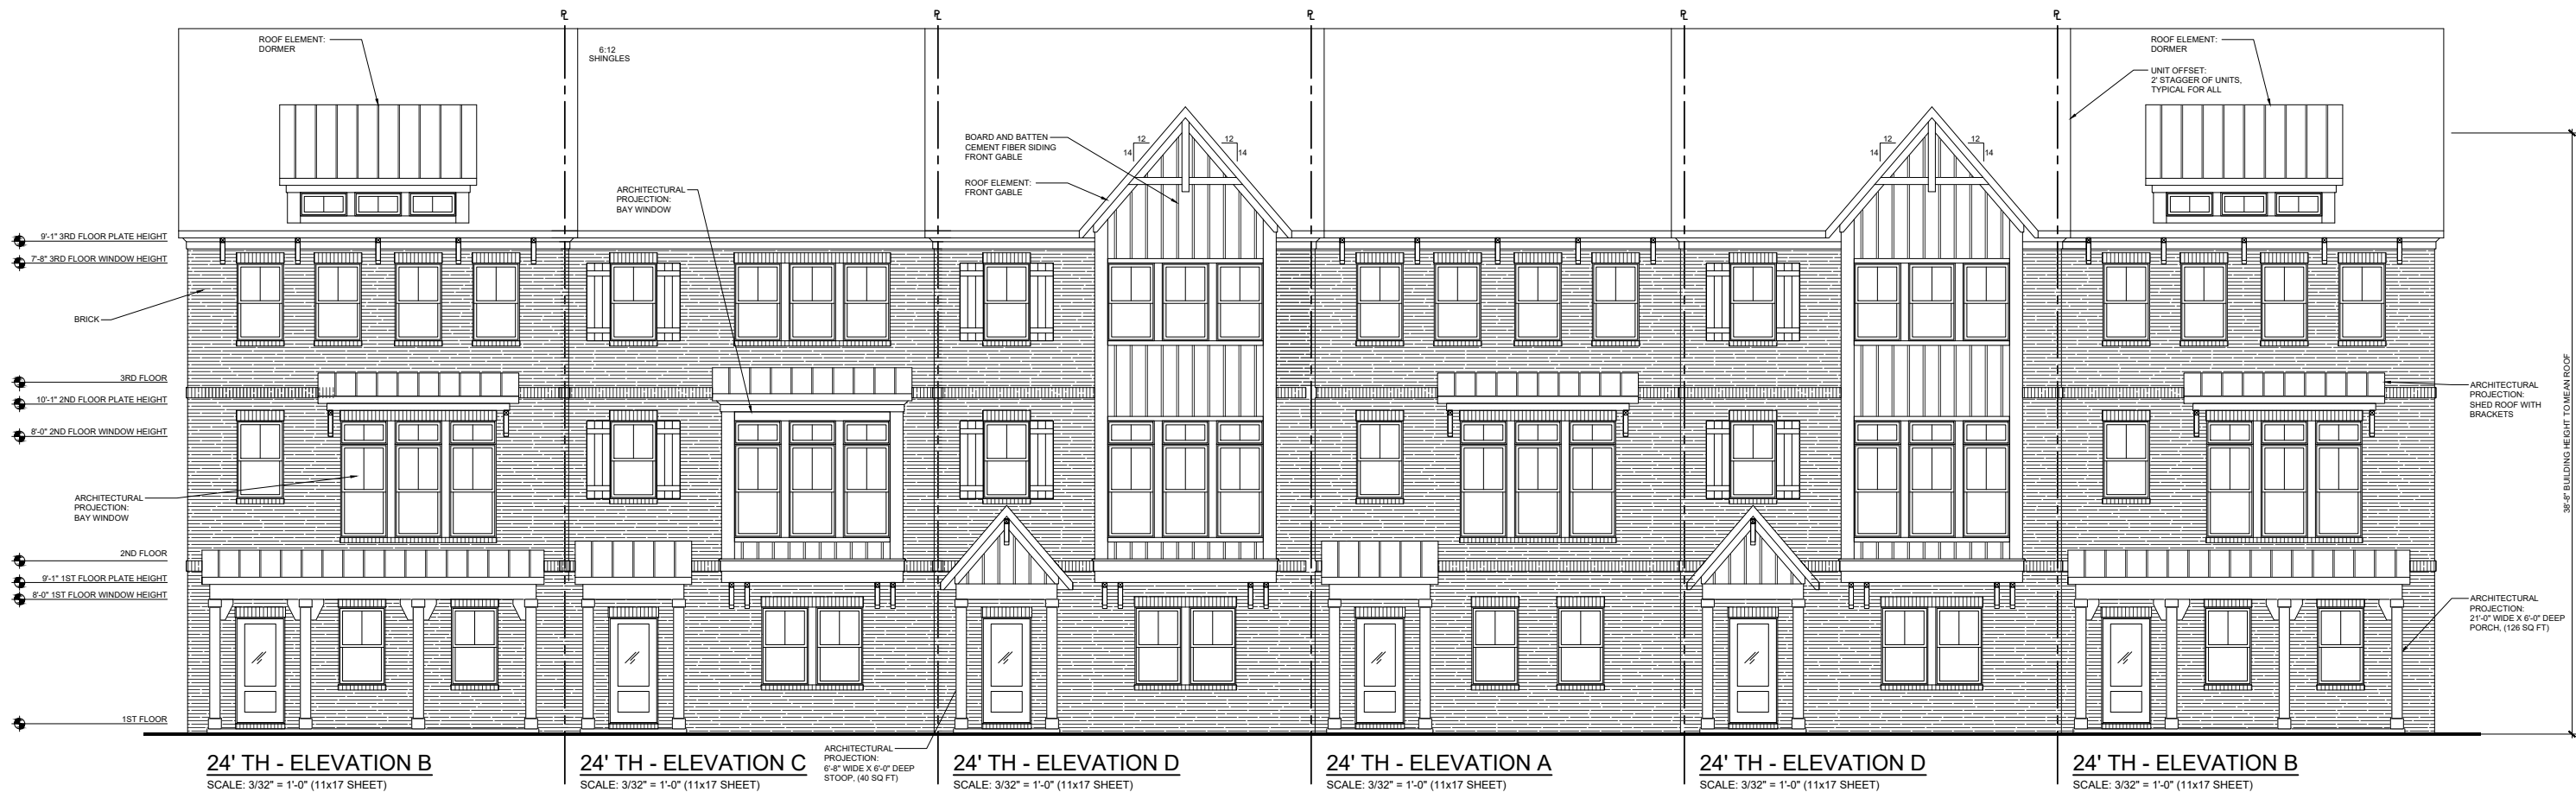 PL
PL
PL
PL
PL
ROOF ELEMENT:
DORMER
6:12
SHINGLES
ROOF ELEMENT:
DORMER
UNIT OFFSET:
2' STAGGER OF UNITS,
TYPICAL FOR ALL
BOARD AND BATTEN
CEMENT FIBER SIDING
FRONT GABLE
12
14
12
14
12
14
12
14
ROOF ELEMENT:
FRONT GABLE
ARCHITECTURAL
PROJECTION:
BAY WINDOW
9'-1" 3RD FLOOR PLATE HEIGHT
7'-8" 3RD FLOOR WINDOW HEIGHT
BRICK
3RD FLOOR
10'-1" 2ND FLOOR PLATE HEIGHT
8'-0" 2ND FLOOR WINDOW HEIGHT
ARCHITECTURAL
PROJECTION:
BAY WINDOW
2ND FLOOR
9'-1" 1ST FLOOR PLATE HEIGHT
8'-0" 1ST FLOOR WINDOW HEIGHT
1ST FLOOR
ARCHITECTURAL
PROJECTION:
SHED ROOF WITH
BRACKETS
38'-8" BUILDING HEIGHT TO MEAN ROOF
ARCHITECTURAL
PROJECTION:
21'-0" WIDE X 6'-0" DEEP
PORCH, (126 SQ FT)
ARCHITECTURAL
PROJECTION:
6'-8" WIDE X 6'-0" DEEP
STOOP, (40 SQ FT)
24' TH - ELEVATION B
SCALE: 3/32" = 1'-0" (11x17 SHEET)
24' TH - ELEVATION C
SCALE: 3/32" = 1'-0" (11x17 SHEET)
24' TH - ELEVATION D
SCALE: 3/32" = 1'-0" (11x17 SHEET)
24' TH - ELEVATION A
SCALE: 3/32" = 1'-0" (11x17 SHEET)
24' TH - ELEVATION D
SCALE: 3/32" = 1'-0" (11x17 SHEET)
24' TH - ELEVATION B
SCALE: 3/32" = 1'-0" (11x17 SHEET)